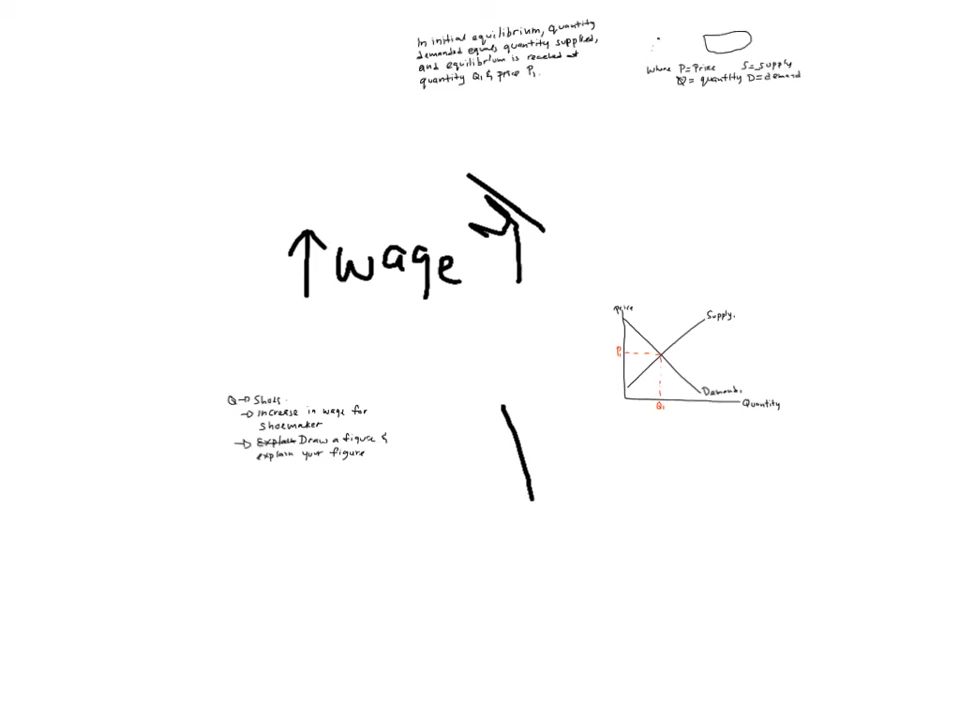 In initial equilibrium, quantity
demanded equals quantity supplied,
and equilibrium is reached at
quantity Q1 & price P1.
where P=Price S=supply
Q = quantity D=demand
↑ wage
Price
Supply.
P1
Demand.
Q1
Quantity
Q→ Shoes.
→ Increase in wage for
shoemaker
→ Explain Draw a figure &
explain your figure